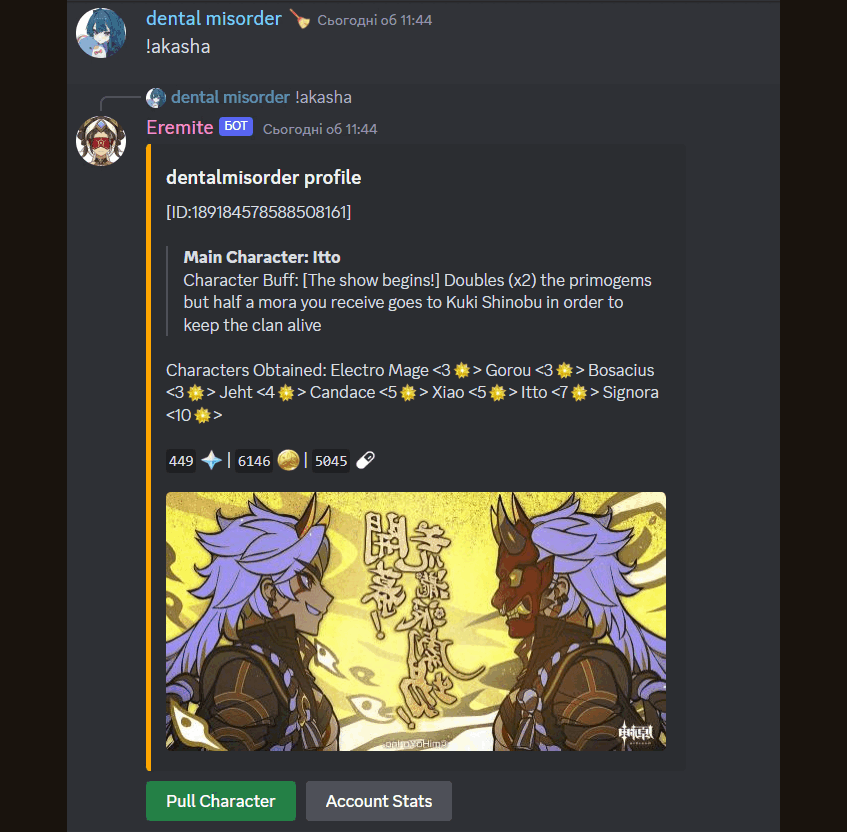 dental misorder Сьогодні об 11:44
!akasha
dental misorder !akasha
Eremite БОТ Сьогодні об 11:44
dentalmisorder profile
[ID:189184578588508161]
Main Character: Itto
Character Buff: [The show begins!] Doubles (x2) the primogems
but half a mora you receive goes to Kuki Shinobu in order to
keep the clan alive
Characters Obtained: Electro Mage <3🌟> Gorou <3🌟> Bosacius
<3🌟> Jeht <4🌟> Candace <5🌟> Xiao <5🌟> Itto <7🌟> Signora
<10🌟>
449 | 6146 | 5045
Pull Character
Account Stats